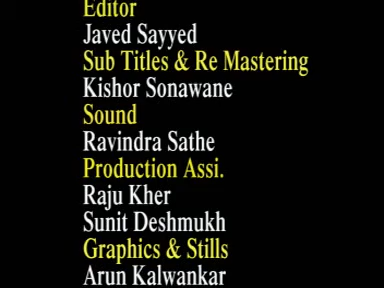 Editor
Javed Sayyed
Sub Titles & Re Mastering
Kishor Sonawane
Sound
Ravindra Sathe
Production Assi.
Raju Kher
Sunit Deshmukh
Graphics & Stills
Arun Kalwankar